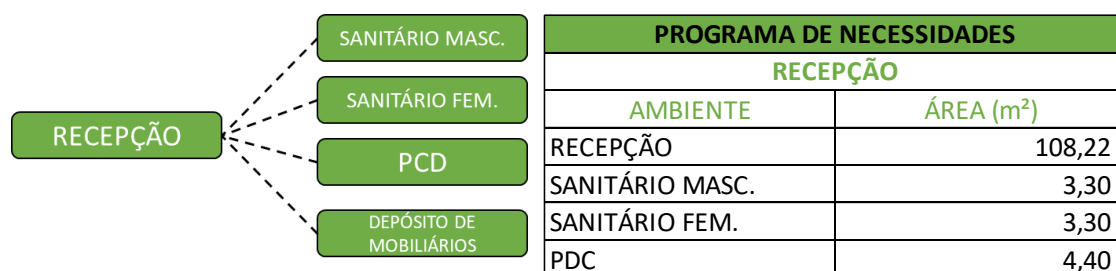 RECEPÇÃO
SANITÁRIO MASC.
SANITÁRIO FEM.
PCD
DEPÓSITO DE
MOBILIÁRIOS
PROGRAMA DE NECESSIDADES
RECEPÇÃO
AMBIENTE ÁREA (m²)
RECEPÇÃO 108,22
SANITÁRIO MASC. 3,30
SANITÁRIO FEM. 3,30
PDC 4,40